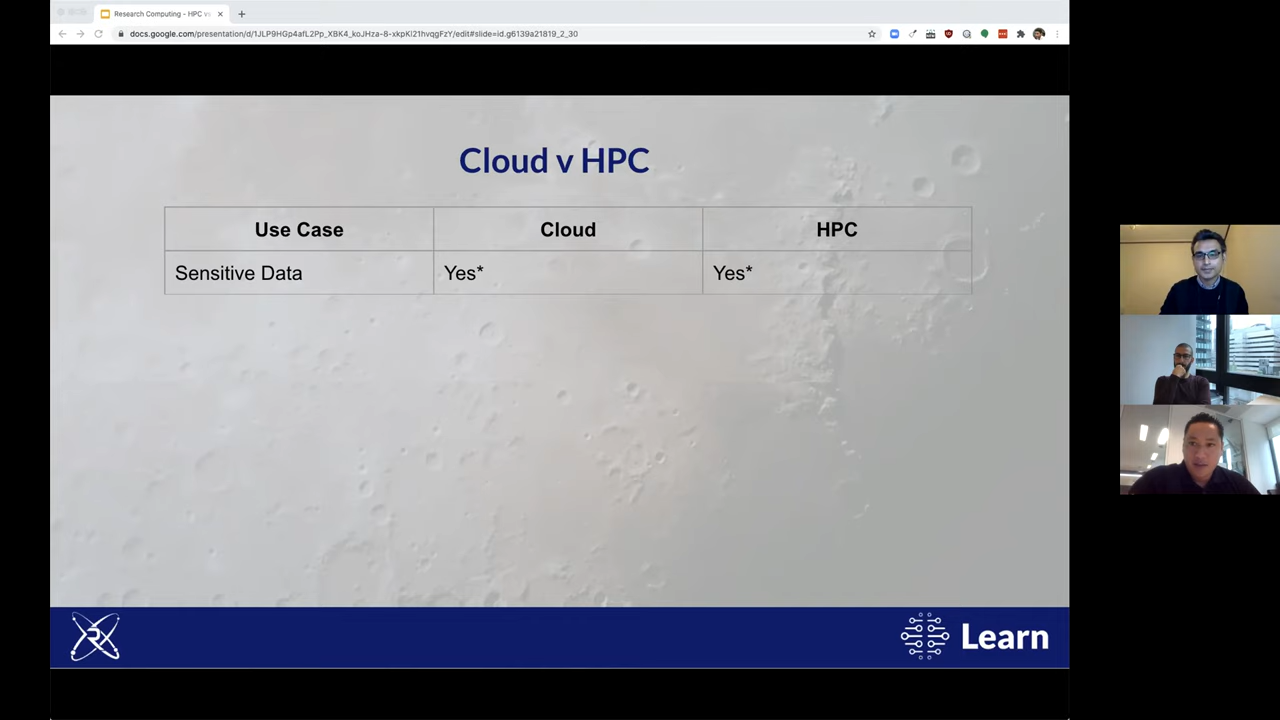 Research Computing - HPC vs
docs.google.com/presentation/d/1JLP9HGp4afL2Pp_XBK4_koJHza-8-xkpKl21hvqgFzY/edit#slide=id.g6139a21819_2_30
Cloud v HPC
Use Case Cloud HPC
Sensitive Data Yes* Yes*
Learn